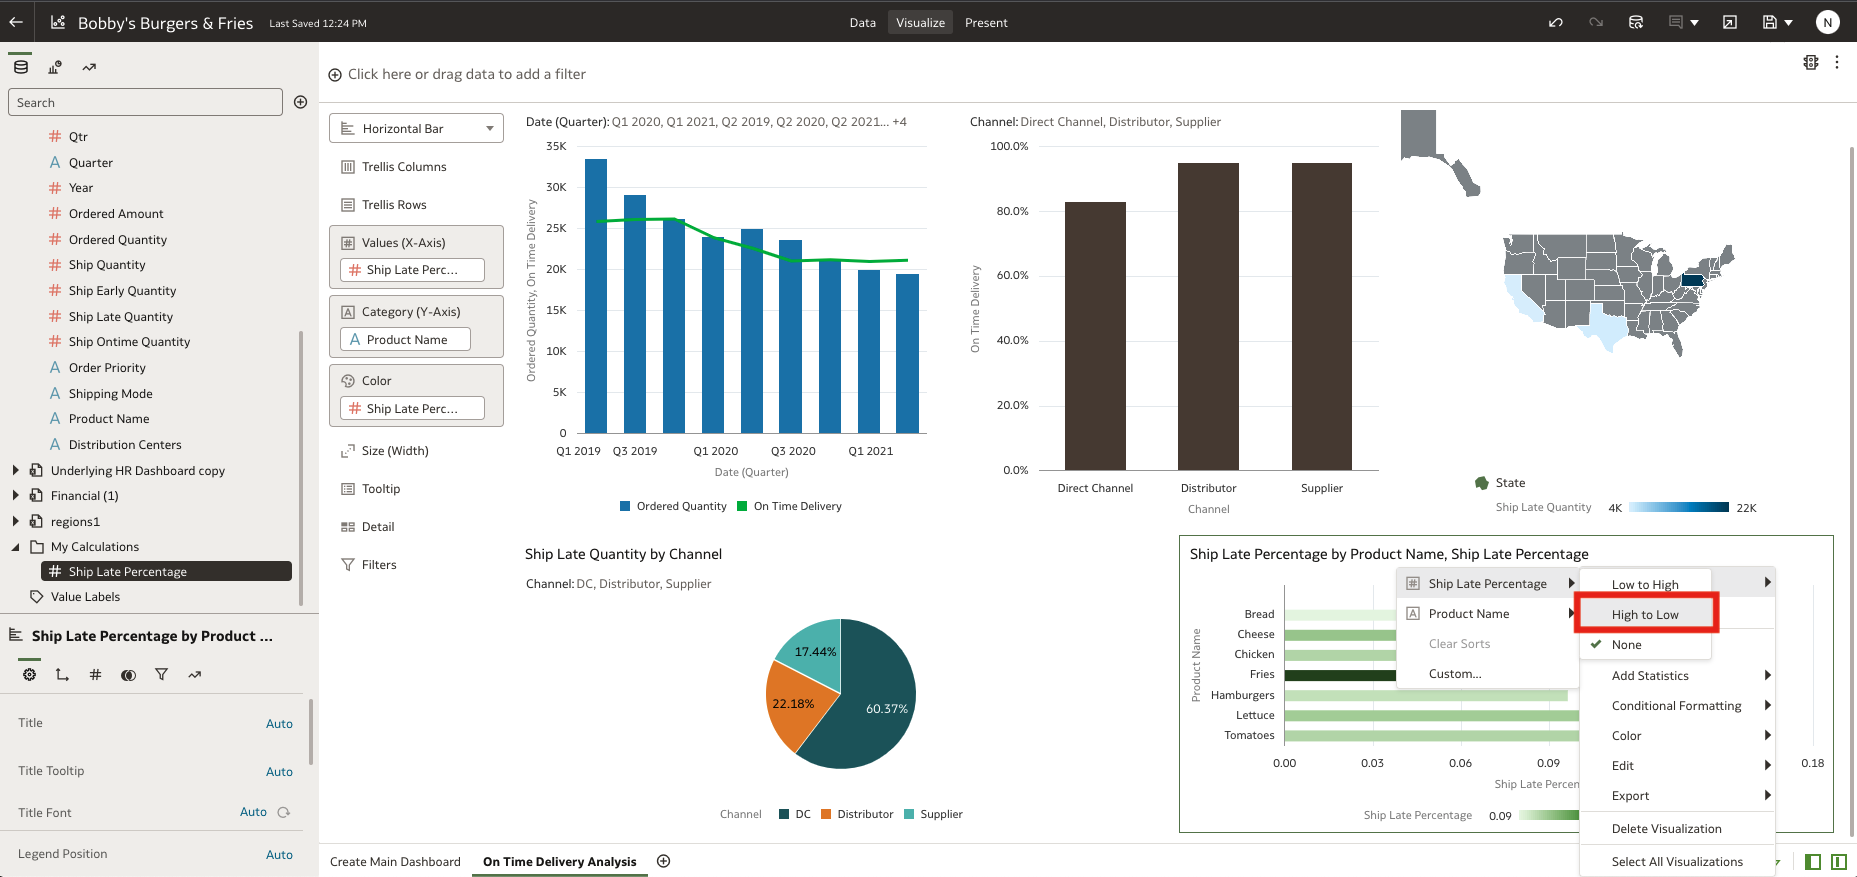 Bobby's Burgers & Fries
Last Saved 12:24 PM
Data
Visualize
Present
N
Search
Click here or drag data to add a filter
# Qtr
A Quarter
# Year
# Ordered Amount
# Ordered Quantity
# Ship Quantity
# Ship Early Quantity
# Ship Late Quantity
# Ship Ontime Quantity
A Order Priority
A Shipping Mode
A Product Name
A Distribution Centers
Underlying HR Dashboard copy
Financial (1)
regions1
My Calculations
# Ship Late Percentage
Value Labels
Ship Late Percentage by Product ...
Title
Auto
Title Tooltip
Auto
Title Font
Auto
Legend Position
Auto
Horizontal Bar
Trellis Columns
Trellis Rows
# Values (X-Axis)
# Ship Late Perc...
A Category (Y-Axis)
A Product Name
Color
# Ship Late Perc...
Size (Width)
Tooltip
Detail
Filters
Date (Quarter): Q1 2020, Q1 2021, Q2 2019, Q2 2020, Q2 2021... +4
Ordered Quantity, On Time Delivery
35K
30K
25K
20K
15K
10K
5K
0
Q1 2019
Q3 2019
Q1 2020
Q3 2020
Q1 2021
Date (Quarter)
Ordered Quantity
On Time Delivery
Channel: Direct Channel, Distributor, Supplier
On Time Delivery
100.0%
80.0%
60.0%
40.0%
20.0%
0.0%
Direct Channel
Distributor
Supplier
Channel
State
Ship Late Quantity
4K
22K
Ship Late Quantity by Channel
Channel: DC, Distributor, Supplier
17.44%
22.18%
60.37%
Channel
DC
Distributor
Supplier
Ship Late Percentage by Product Name, Ship Late Percentage
Product Name
Bread
Cheese
Chicken
Fries
Hamburgers
Lettuce
Tomatoes
0.00
0.03
0.06
0.09
0.18
Ship Late Percen
Ship Late Percentage
0.09
# Ship Late Percentage
A Product Name
Clear Sorts
Custom...
Low to High
High to Low
None
Add Statistics
Conditional Formatting
Color
Edit
Export
Delete Visualization
Select All Visualizations
Create Main Dashboard
On Time Delivery Analysis